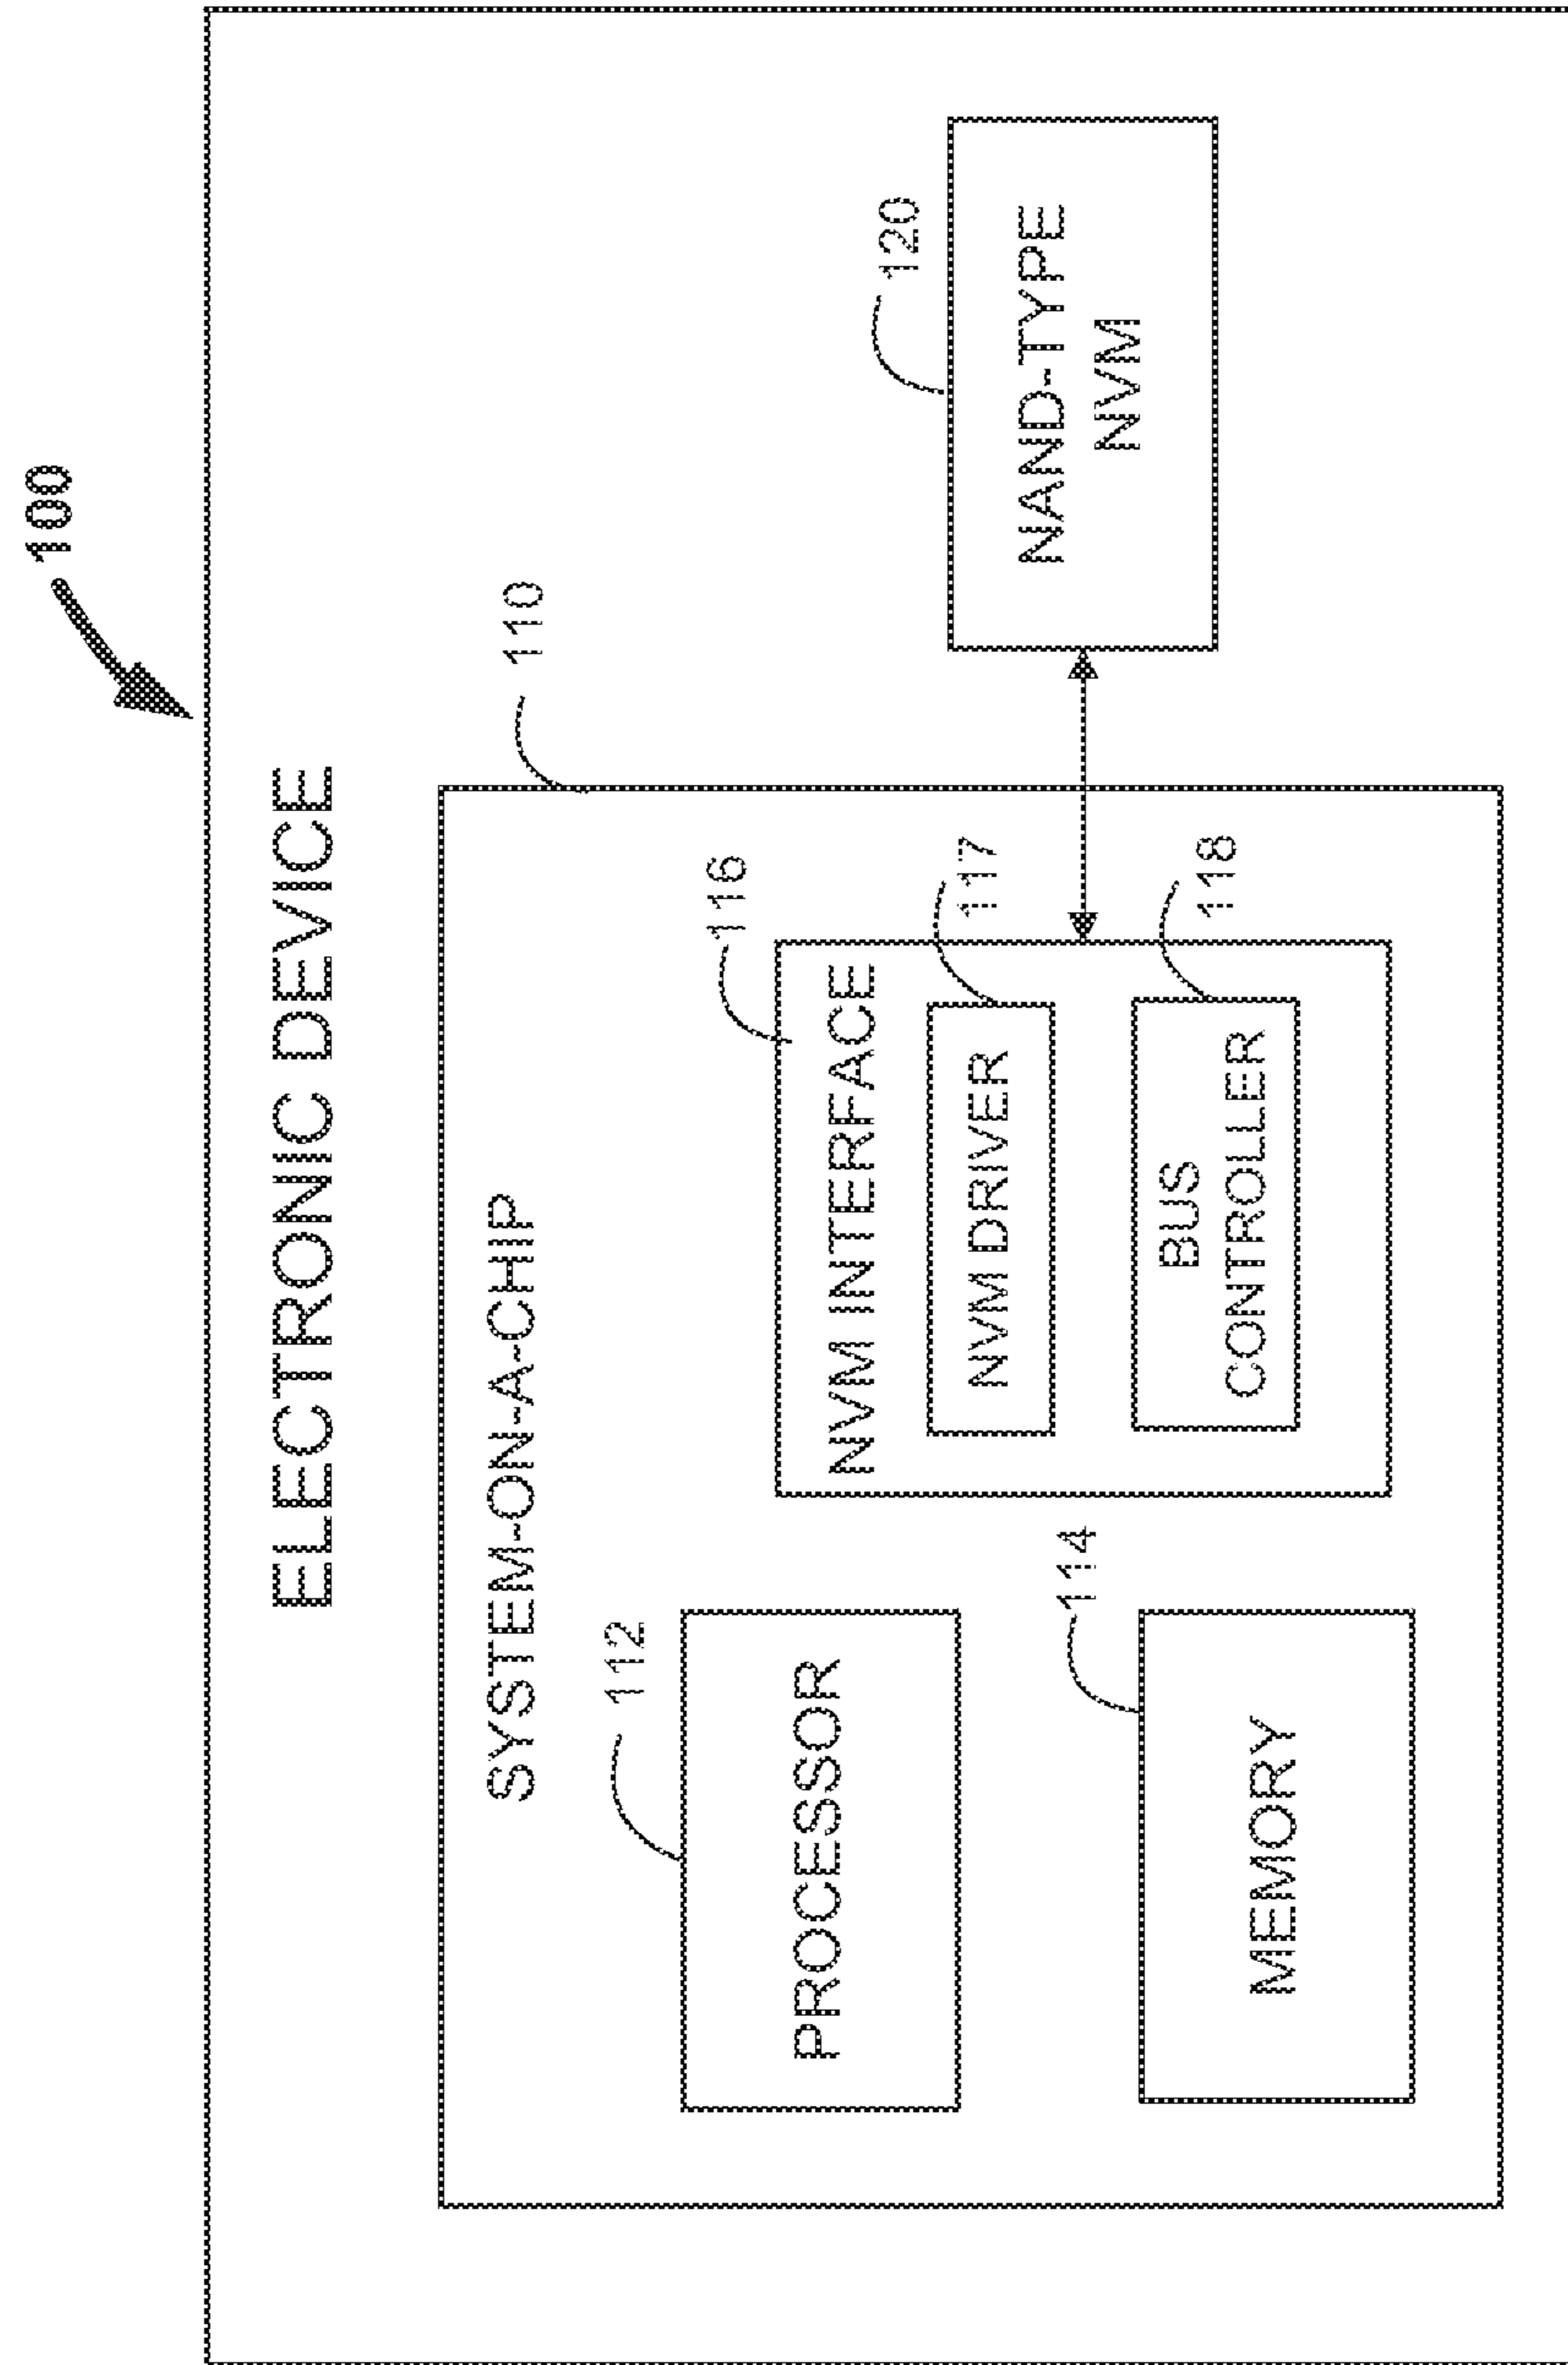 100
ELECTRONIC DEVICE
110
SYSTEM-ON-A-CHIP
112
PROCESSOR
114
MEMORY
116
NVM INTERFACE
117
NVM DRIVER
118
BUS
CONTROLLER
120
NAND-TYPE
NVM